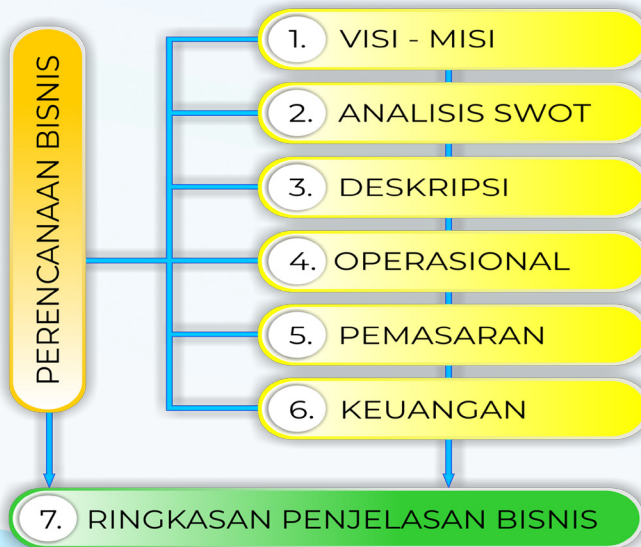 PERENCANAAN BISNIS
1. VISI - MISI
2. ANALISIS SWOT
3. DESKRIPSI
4. OPERASIONAL
5. PEMASARAN
6. KEUANGAN
7. RINGKASAN PENJELASAN BISNIS